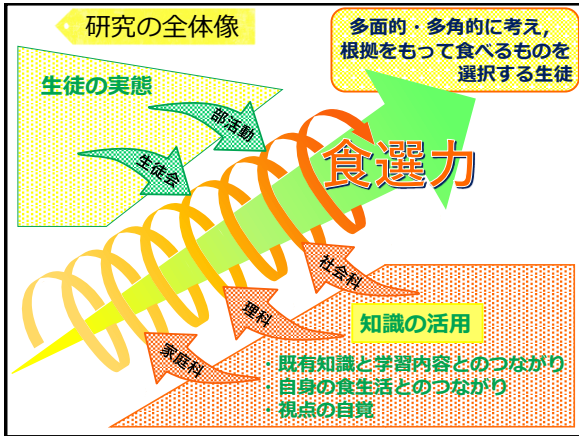 研究の全体像
多面的・多角的に考え，
根拠をもって食べるものを
選択する生徒
生徒の実態
部活動
生徒会
食選力
社会科
理科
家庭科
知識の活用
・既有知識と学習内容とのつながり
・自身の食生活とのつながり
・視点の自覚